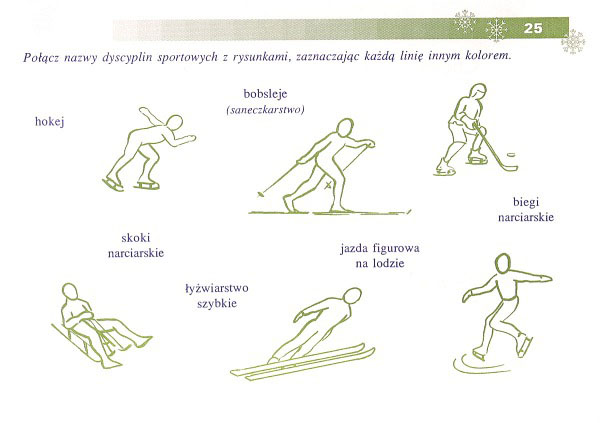 25
Połącz nazwy dyscyplin sportowych z rysunkami, zaznaczając każdą linię innym kolorem.
bobsleje
(saneczkarstwo)
hokej
biegi
narciarskie
skoki
narciarskie
jazda figurowa
na lodzie
łyżwiarstwo
szybkie